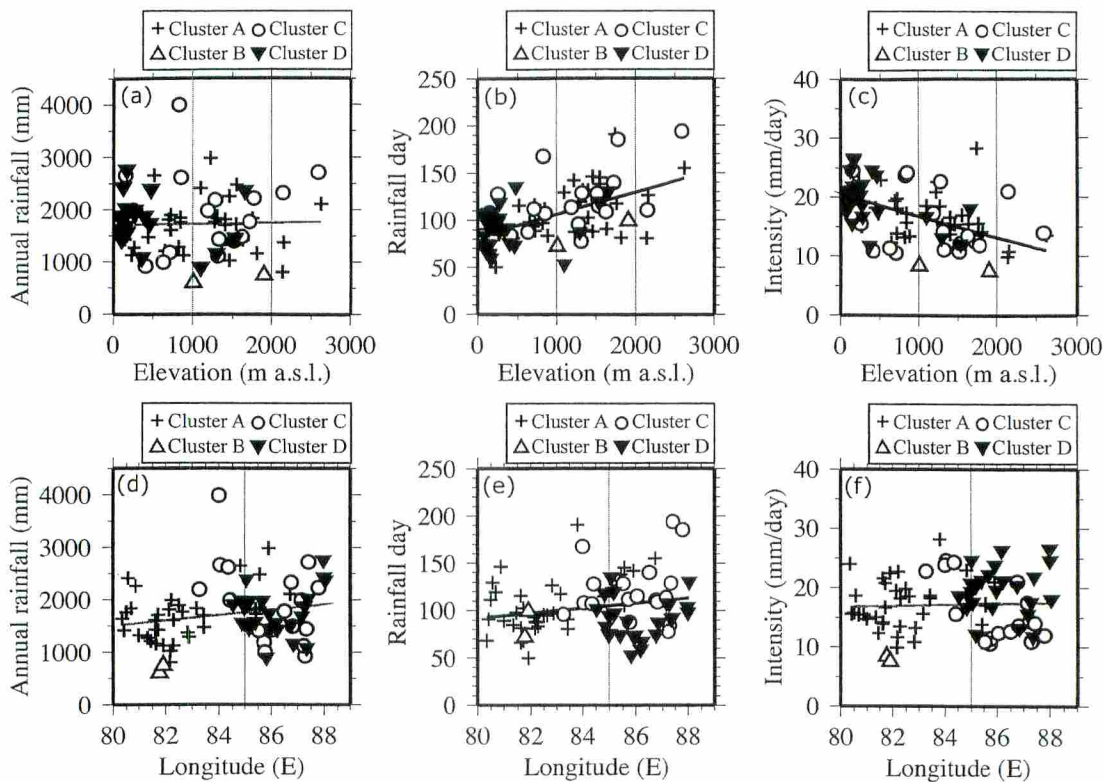 + Cluster A ○ Cluster C
△ Cluster B ▼ Cluster D
+ Cluster A ○ Cluster C
△ Cluster B ▼ Cluster D
+ Cluster A ○ Cluster C
△ Cluster B ▼ Cluster D
(a)
Annual rainfall (mm)
4000
3000
2000
1000
0
0 1000 2000 3000
Elevation (m a.s.l.)
(b)
Rainfall day
250
200
150
100
50
0
0 1000 2000 3000
Elevation (m a.s.l.)
(c)
Intensity (mm/day)
40
30
20
10
0
0 1000 2000 3000
Elevation (m a.s.l.)
+ Cluster A ○ Cluster C
△ Cluster B ▼ Cluster D
+ Cluster A ○ Cluster C
△ Cluster B ▼ Cluster D
+ Cluster A ○ Cluster C
△ Cluster B ▼ Cluster D
(d)
Annual rainfall (mm)
4000
3000
2000
1000
0
80 82 84 86 88
Longitude (E)
(e)
Rainfall day
250
200
150
100
50
0
80 82 84 86 88
Longitude (E)
(f)
Intensity (mm/day)
40
30
20
10
0
80 82 84 86 88
Longitude (E)